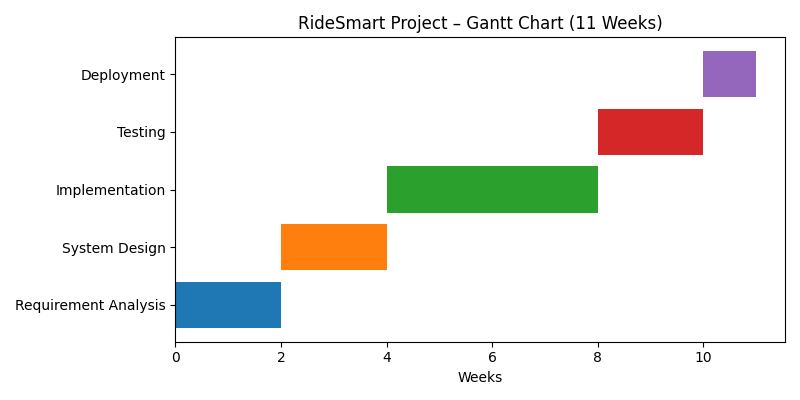 RideSmart Project – Gantt Chart (11 Weeks)
Deployment
Testing
Implementation
System Design
Requirement Analysis
0 2 4 6 8 10
Weeks